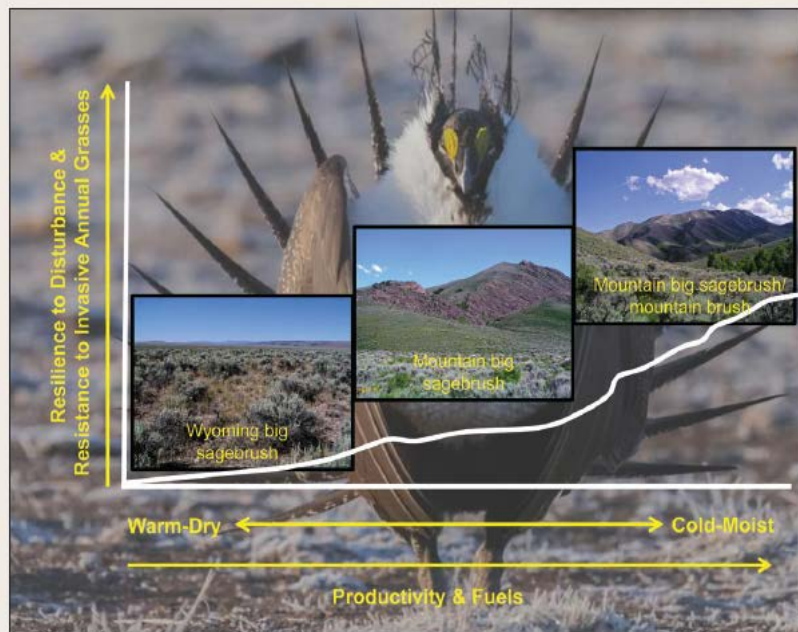 Resilience to Disturbance &
Resistance to Invasive Annual Grasses
Wyoming big
sagebrush
Mountain big
sagebrush
Mountain big sagebrush/
mountain brush
Warm-Dry
Cold-Moist
Productivity & Fuels